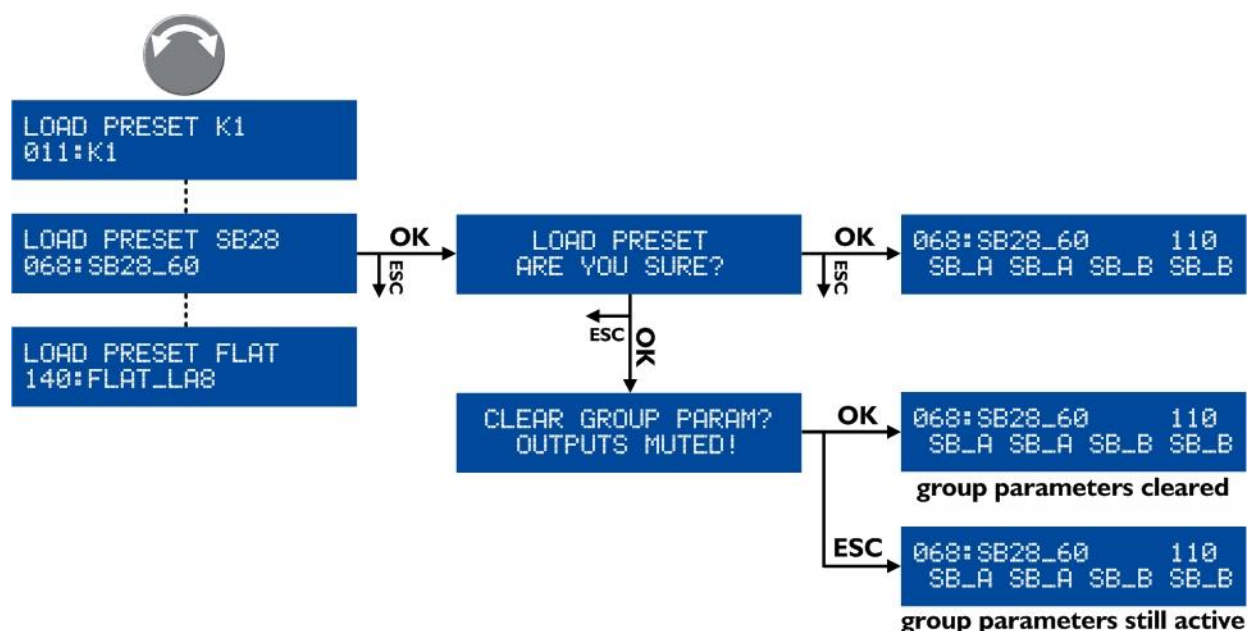 LOAD PRESET K1
011:K1
LOAD PRESET SB28
068:SB28_60
LOAD PRESET FLAT
140:FLAT_LA8
OK
ESC
LOAD PRESET
ARE YOU SURE?
OK
ESC
068:SB28_60 110
SB_A SB_A SB_B SB_B
ESC
OK
CLEAR GROUP PARAM?
OUTPUTS MUTED!
OK
068:SB28_60 110
SB_A SB_A SB_B SB_B
group parameters cleared
ESC
068:SB28_60 110
SB_A SB_A SB_B SB_B
group parameters still active